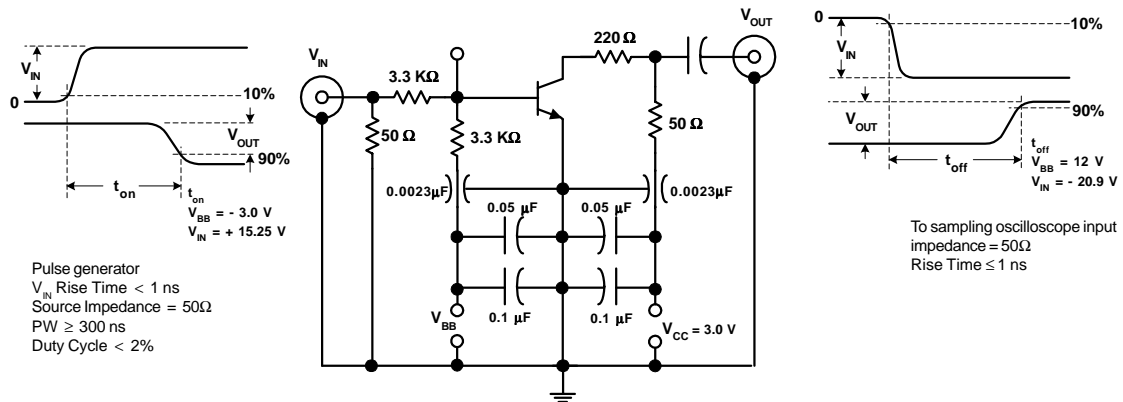 0
V_IN
10%
V_OUT
90%
t_on
t_on
V_BB = - 3.0 V
V_IN = + 15.25 V
Pulse generator
V_IN Rise Time < 1 ns
Source Impedance = 50Ω
PW ≥ 300 ns
Duty Cycle < 2%
V_IN
3.3 KΩ
50 Ω
3.3 KΩ
220 Ω
V_OUT
50 Ω
0.0023µF
0.0023µF
0.05 µF
0.05 µF
0.1 µF
0.1 µF
V_BB
V_CC = 3.0 V
0
10%
V_IN
V_OUT
90%
t_off
t_off
V_BB = 12 V
V_IN = - 20.9 V
To sampling oscilloscope input
impedance = 50Ω
Rise Time ≤ 1 ns